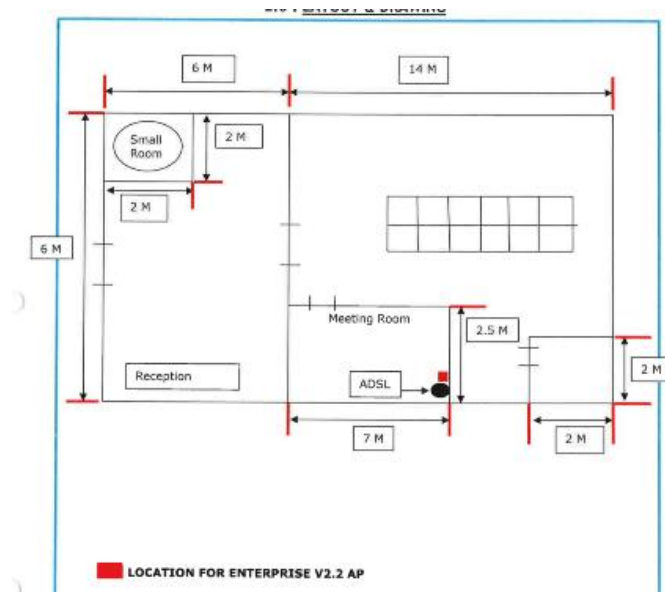 6 M
14 M
Small
Room
2 M
2 M
6 M
Meeting Room
2.5 M
Reception
ADSL
2 M
7 M
2 M
LOCATION FOR ENTERPRISE V2.2 AP